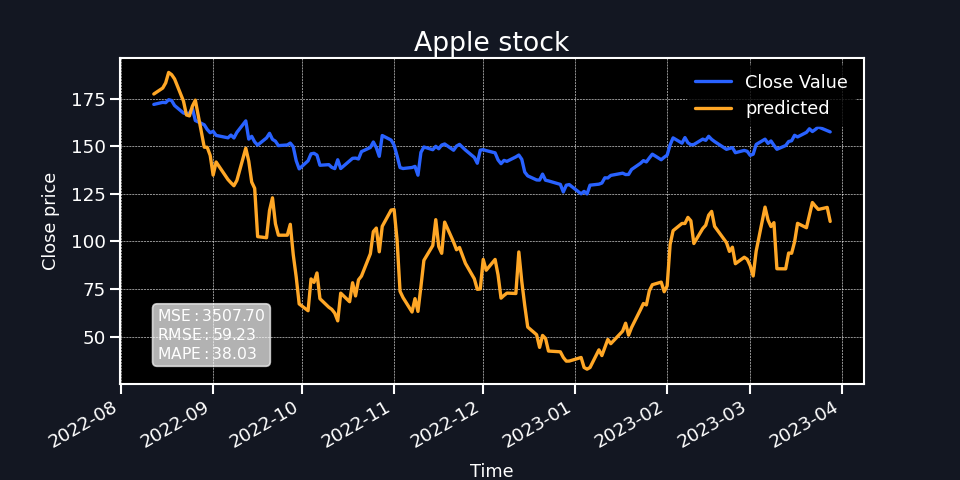 Apple stock
Close Value
predicted
175
150
125
100
75
50
Close price
MSE : 3507.70
RMSE : 59.23
MAPE : 38.03
2022-08
2022-09
2022-10
2022-11
2022-12
2023-01
2023-02
2023-03
2023-04
Time